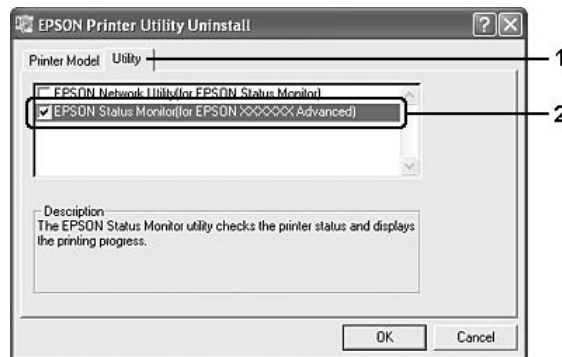 EPSON Printer Utility Uninstall
Printer Model Utility 1
EPSON Network Utility(for EPSON Status Monitor)
EPSON Status Monitor(for EPSON XXXXXX Advanced) 2
Description
The EPSON Status Monitor utility checks the printer status and displays
the printing progress.
OK Cancel